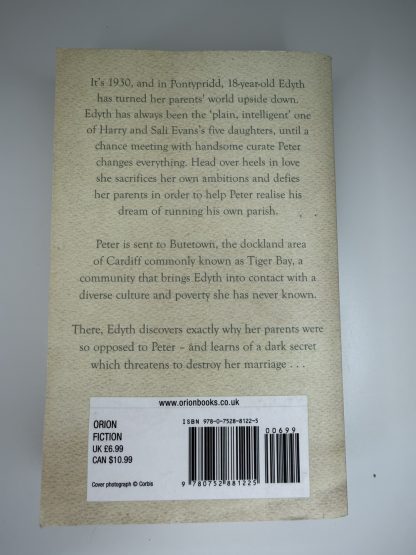 It's 1930, and in Pontypridd, 18-year-old Edyth
has turned her parents' world upside down.
Edyth has always been the 'plain, intelligent' one
of Harry and Sali Evans's five daughters, until a
chance meeting with handsome curate Peter
changes everything. Head over heels in love
she sacrifices her own ambitions and defies
her parents in order to help Peter realise his
dream of running his own parish.
Peter is sent to Butetown, the dockland area
of Cardiff commonly known as Tiger Bay, a
community that brings Edyth into contact with a
diverse culture and poverty she has never known.
There, Edyth discovers exactly why her parents were
so opposed to Peter – and learns of a dark secret
which threatens to destroy her marriage . . .
www.orionbooks.co.uk
ORION
FICTION
UK £6.99
CAN $10.99
Cover photograph © Corbis
ISBN 978-0-7528-8122-5
00699
9 780752 881225